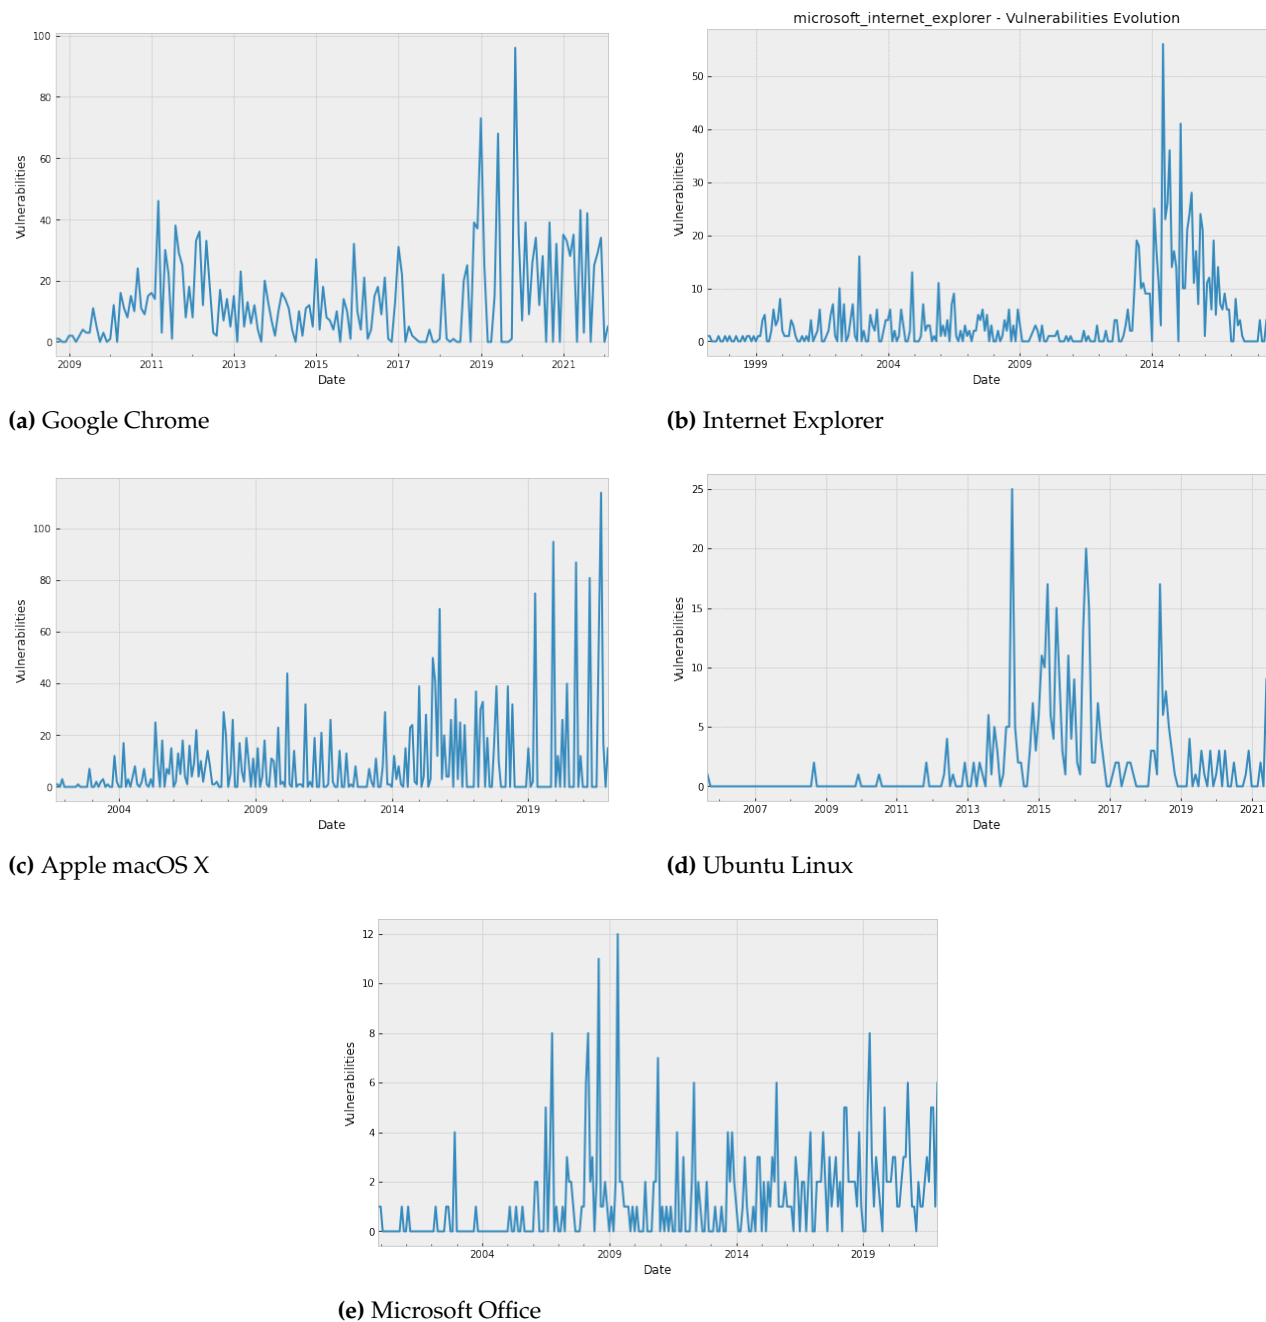 100
80
60
40
20
0
Vulnerabilities
2009 2011 2013 2015 2017 2019 2021
Date
(a) Google Chrome
microsoft_internet_explorer - Vulnerabilities Evolution
50
40
30
20
10
0
Vulnerabilities
1999 2004 2009 2014
Date
(b) Internet Explorer
100
80
60
40
20
0
Vulnerabilities
2004 2009 2014 2019
Date
(c) Apple macOS X
25
20
15
10
5
0
Vulnerabilities
2007 2009 2011 2013 2015 2017 2019 2021
Date
(d) Ubuntu Linux
12
10
8
6
4
2
0
Vulnerabilities
2004 2009 2014 2019
Date
(e) Microsoft Office